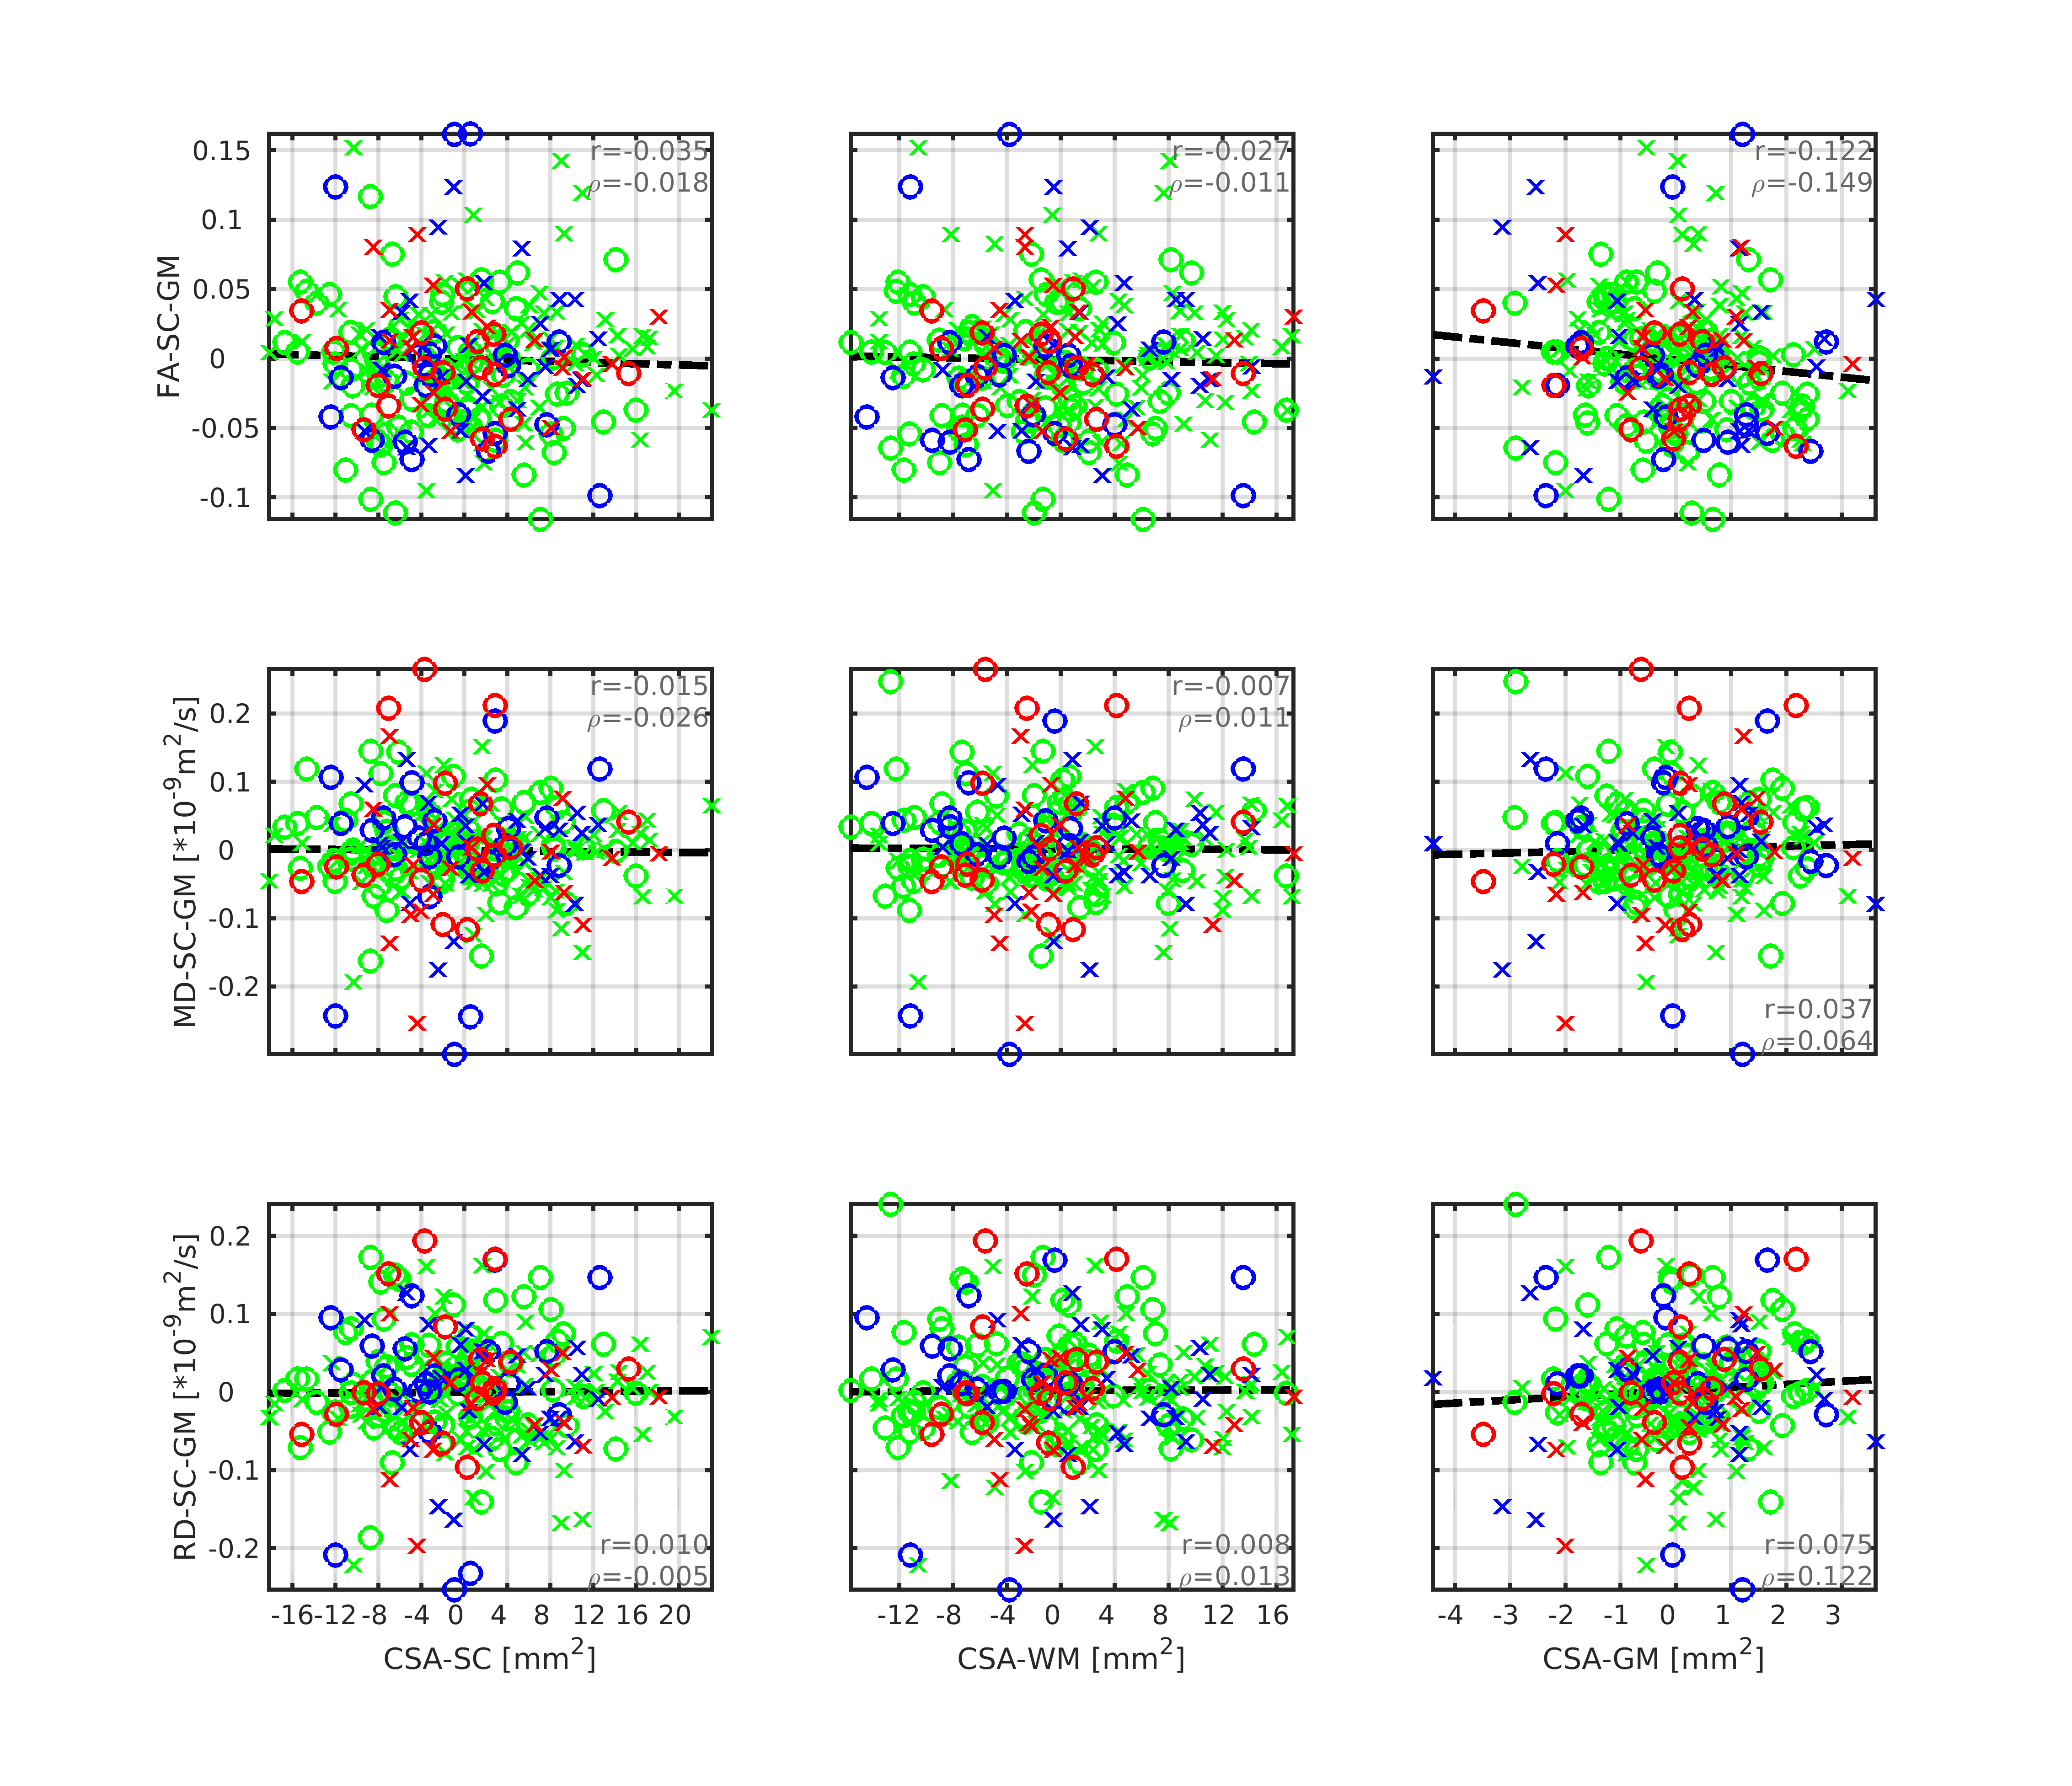 r=-0.035
ρ=-0.018
r=-0.027
ρ=-0.011
r=-0.122
ρ=-0.149
0.15
0.1
0.05
0
-0.05
-0.1
FA-SC-GM
r=-0.015
ρ=-0.026
r=-0.007
ρ=0.011
r=0.037
ρ=0.064
0.2
0.1
0
-0.1
-0.2
MD-SC-GM [*10^-9 m^2/s]
r=0.010
ρ=-0.005
r=0.008
ρ=0.013
r=0.075
ρ=0.122
0.2
0.1
0
-0.1
-0.2
RD-SC-GM [*10^-9 m^2/s]
-16 -12 -8 -4 0 4 8 12 16 20
-12 -8 -4 0 4 8 12 16
-4 -3 -2 -1 0 1 2 3
CSA-SC [mm^2]
CSA-WM [mm^2]
CSA-GM [mm^2]